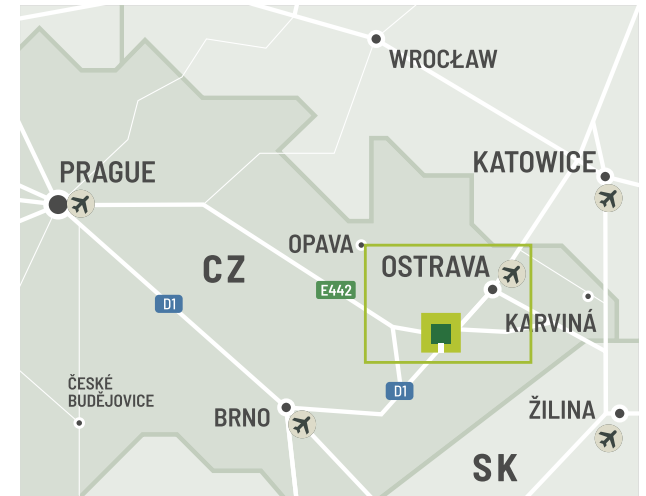 WROCŁAW
PRAGUE
KATOWICE
OPAVA
CZ
OSTRAVA
E442
D1
KARVINÁ
ČESKÉ
BUDĚJOVICE
D1
BRNO
ŽILINA
SK